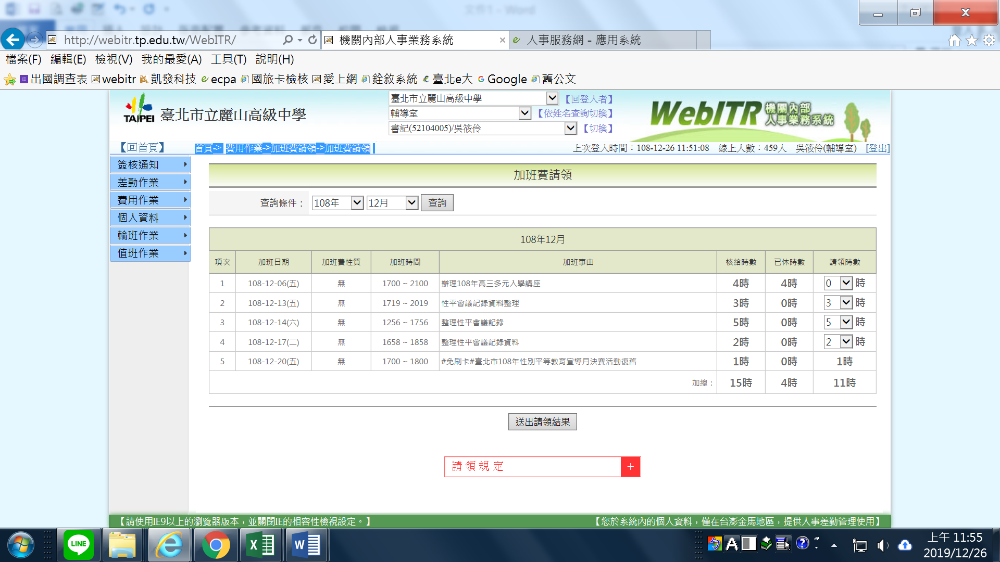 文件1 - Word
http://webitr.tp.edu.tw/WebITR/
機關內部人事業務系統
人事服務網 - 應用系統
檔案(F) 編輯(E) 檢視(V) 我的最愛(A) 工具(T) 說明(H)
出國調查表 webitr 凱發科技 ecpa 國旅卡檢核 愛上網 銓敘系統 臺北e大 Google 舊公文
TAIPEI 臺北市立麗山高級中學
臺北市立麗山高級中學 【回登入者】
輔導室 【依姓名查詢切換】
書記(52104005)/吳筱伶 【切換】
WebITR 機關內部人事業務系統
【回首頁】 首頁-> 費用作業->加班費請領->加班費請領 上次登入時間：108-12-26 11:51:08 線上人數：459人 吳筱伶(輔導室) [登出]
簽核通知
差勤作業
費用作業
個人資料
輪班作業
值班作業
加班費請領
查詢條件： 108年 12月 查詢
108年12月
項次 加班日期 加班費性質 加班時間 加班事由 核給時數 已休時數 請領時數
1 108-12-06(五) 無 1700 ~ 2100 辦理108年高三多元入學講座 4時 4時 0 時
2 108-12-13(五) 無 1719 ~ 2019 性平會議記錄資料整理 3時 0時 3 時
3 108-12-14(六) 無 1256 ~ 1756 整理性平會議記錄 5時 0時 5 時
4 108-12-17(二) 無 1658 ~ 1858 整理性平會議記錄資料 2時 0時 2 時
5 108-12-20(五) 無 1700 ~ 1800 #免刷卡#臺北市108年性別平等教育宣導月決賽活動復舊 1時 0時 1時
加總： 15時 4時 11時
送出請領結果
請領規定 +
【請使用IE9以上的瀏覽器版本，並關閉IE的相容性檢視設定。】 【您於系統內的個人資料，僅在台澎金馬地區，提供人事差勤管理使用】
LINE
上午 11:55
2019/12/26